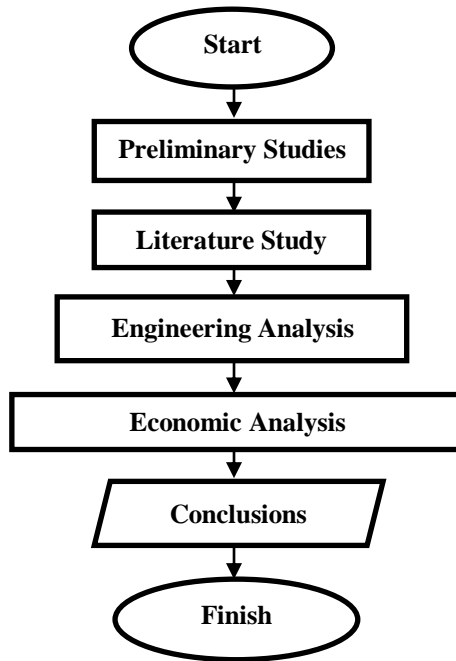 Start
Preliminary Studies
Literature Study
Engineering Analysis
Economic Analysis
Conclusions
Finish